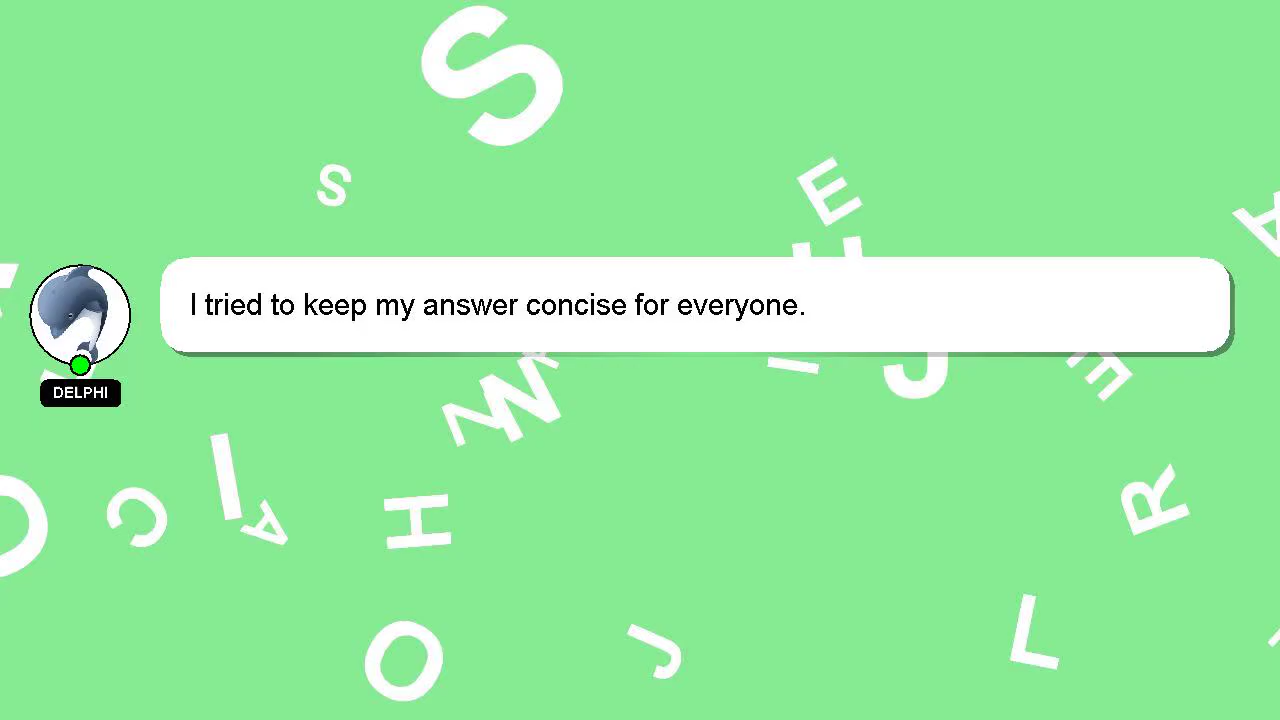 S
S
E
A
I tried to keep my answer concise for everyone.
DELPHI
I
J
E
Z
W
I
C
A
H
R
O
J
L